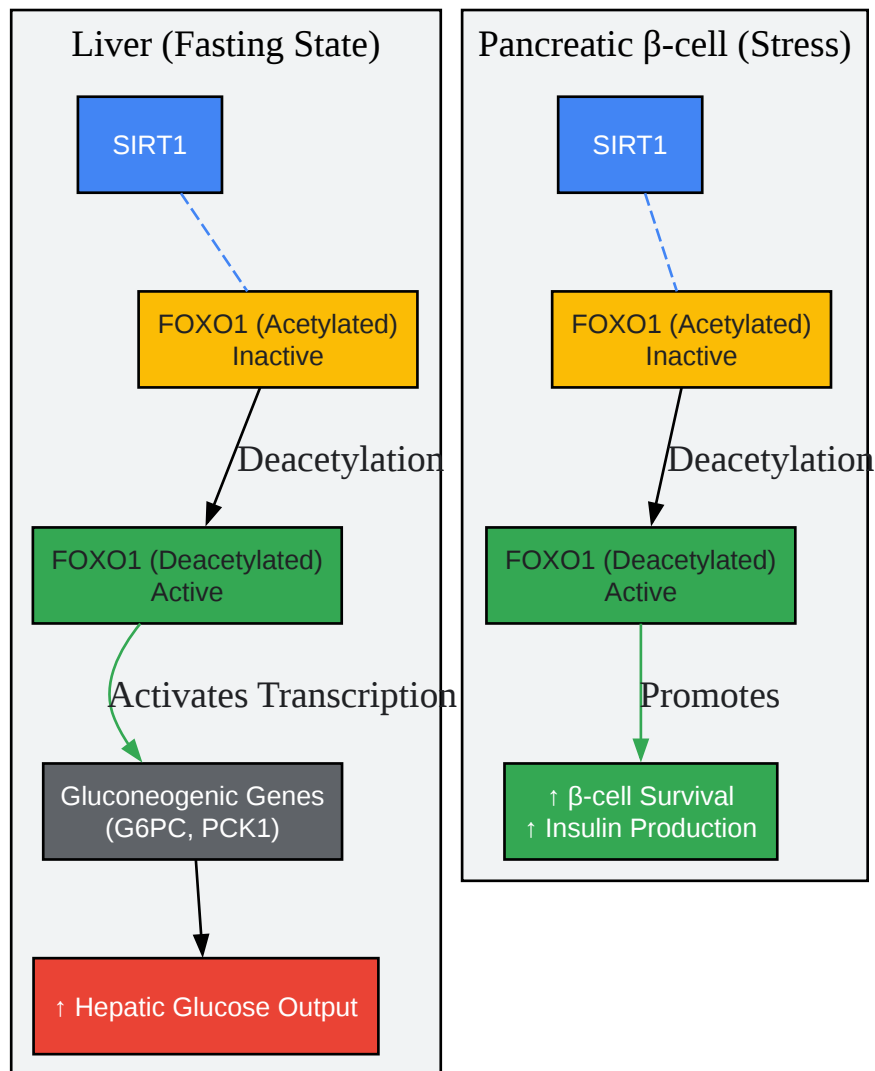 Liver (Fasting State)
SIRT1
FOXO1 (Acetylated)
Inactive
Deacetylation
FOXO1 (Deacetylated)
Active
Activates Transcription
Gluconeogenic Genes
(G6PC, PCK1)
↑ Hepatic Glucose Output
Pancreatic β-cell (Stress)
SIRT1
FOXO1 (Acetylated)
Inactive
Deacetylation
FOXO1 (Deacetylated)
Active
Promotes
↑ β-cell Survival
↑ Insulin Production